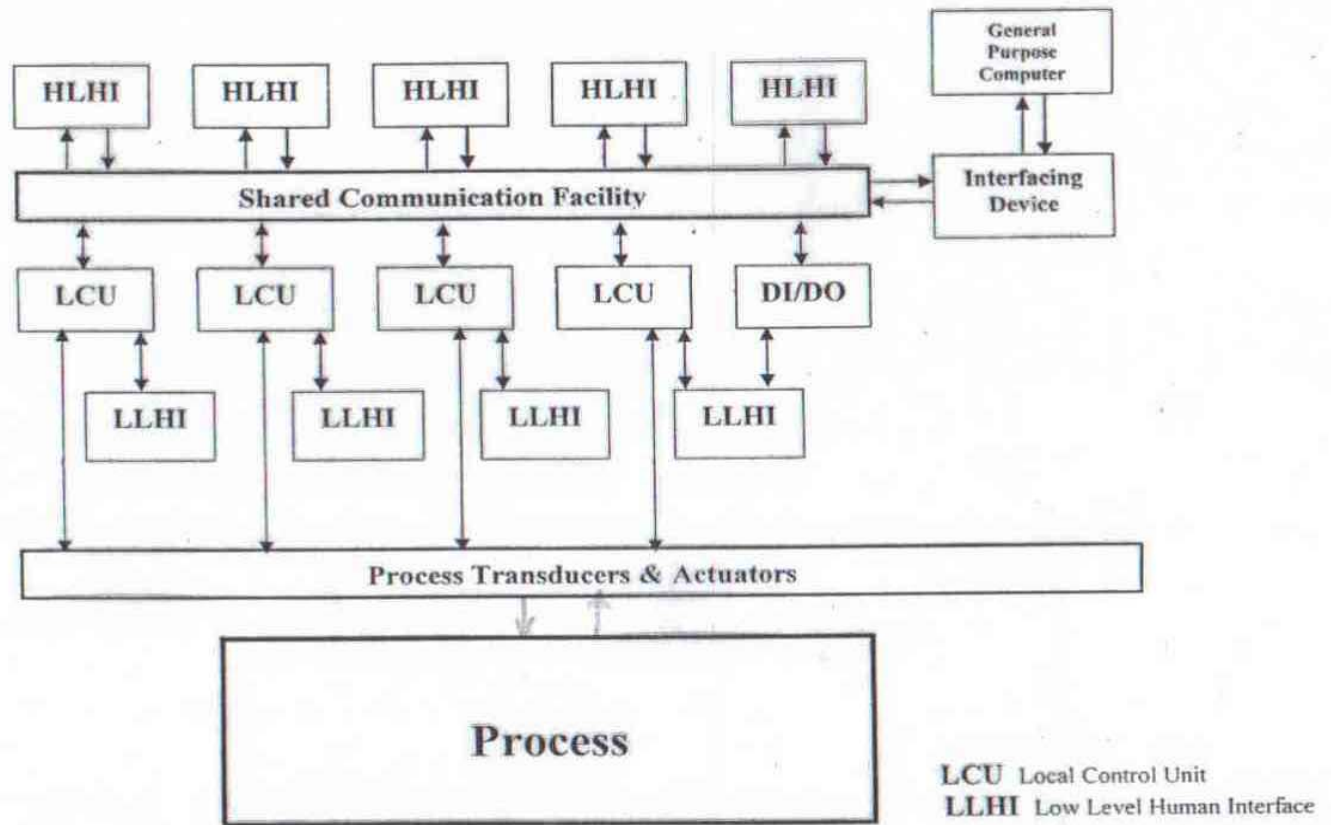 General
Purpose
Computer
HLHI
HLHI
HLHI
HLHI
HLHI
Shared Communication Facility
Interfacing
Device
LCU
LCU
LCU
LCU
DI/DO
LLHI
LLHI
LLHI
LLHI
Process Transducers & Actuators
Process
LCU Local Control Unit
LLHI Low Level Human Interface